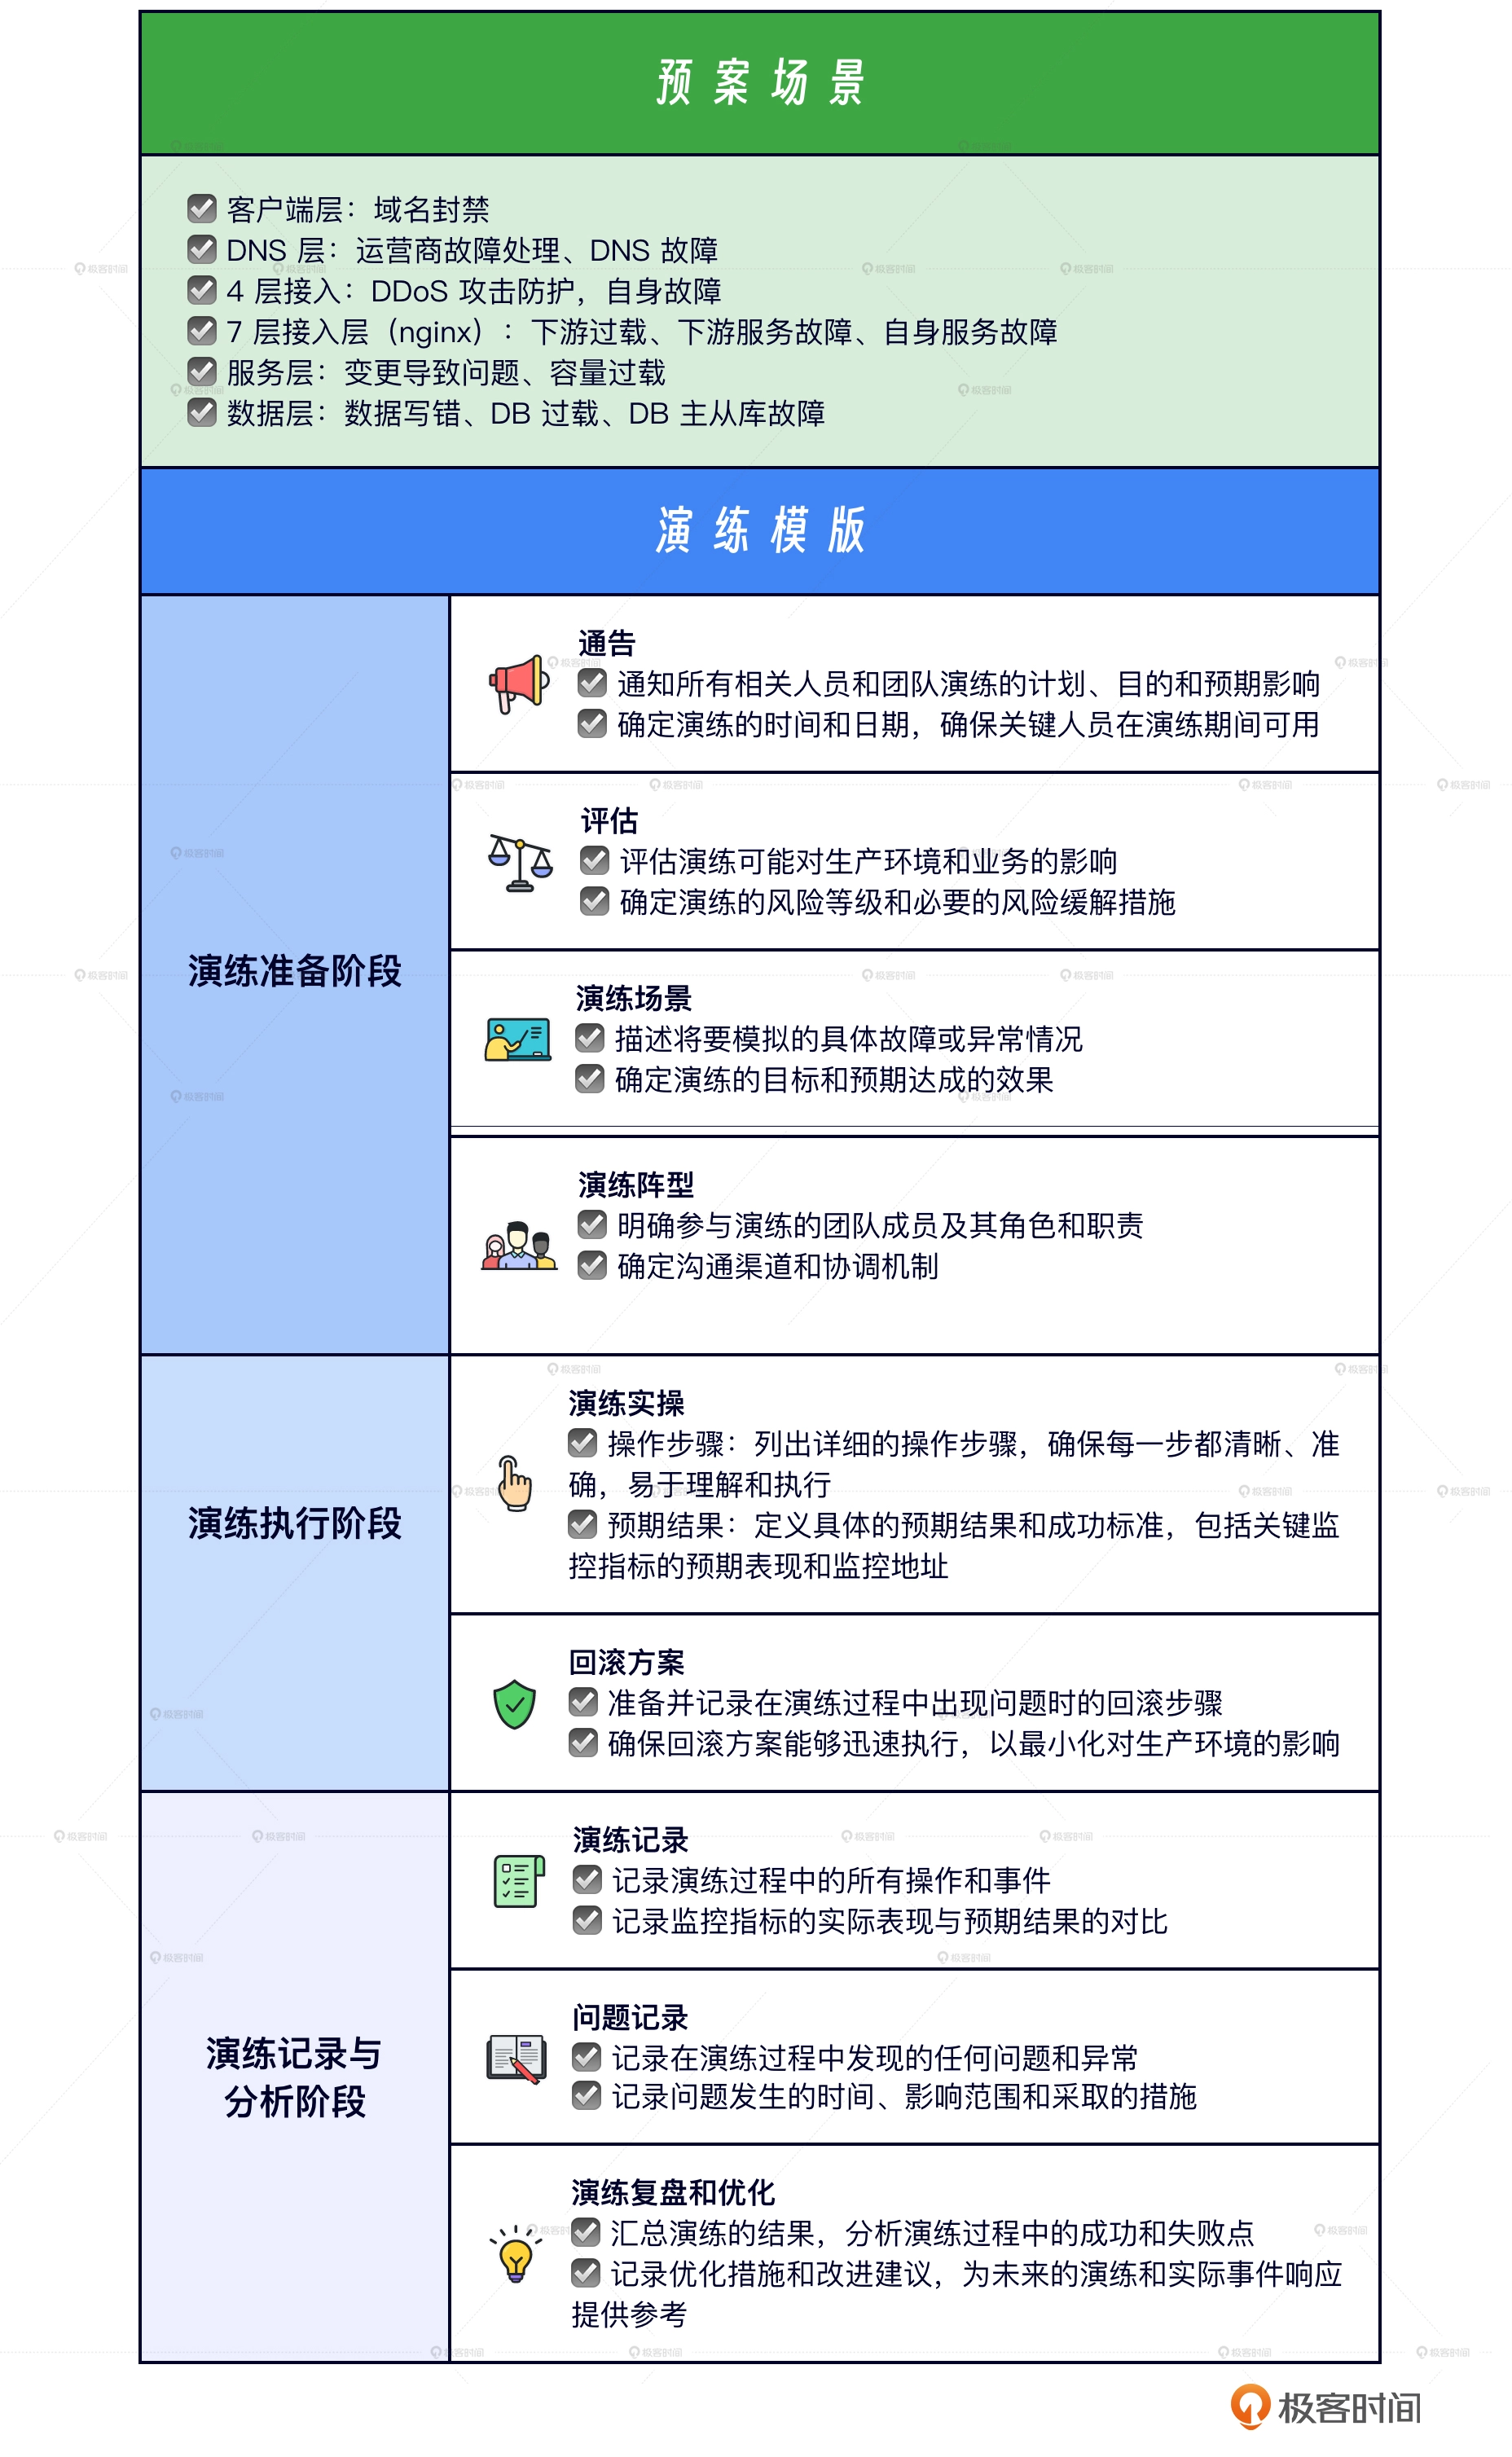 预案场景
客户端层：域名封禁
DNS 层：运营商故障处理、DNS 故障
4 层接入：DDoS 攻击防护，自身故障
7 层接入层（nginx）：下游过载、下游服务故障、自身服务故障
服务层：变更导致问题、容量过载
数据层：数据写错、DB 过载、DB 主从库故障
演练模版
演练准备阶段
通告
通知所有相关人员和团队演练的计划、目的和预期影响
确定演练的时间和日期，确保关键人员在演练期间可用
评估
评估演练可能对生产环境和业务的影响
确定演练的风险等级和必要的风险缓解措施
演练场景
描述将要模拟的具体故障或异常情况
确定演练的目标和预期达成的效果
演练阵型
明确参与演练的团队成员及其角色和职责
确定沟通渠道和协调机制
演练执行阶段
演练实操
操作步骤：列出详细的操作步骤，确保每一步都清晰、准
确，易于理解和执行
预期结果：定义具体的预期结果和成功标准，包括关键监
控指标的预期表现和监控地址
回滚方案
准备并记录在演练过程中出现问题时的回滚步骤
确保回滚方案能够迅速执行，以最小化对生产环境的影响
演练记录与
分析阶段
演练记录
记录演练过程中的所有操作和事件
记录监控指标的实际表现与预期结果的对比
问题记录
记录在演练过程中发现的任何问题和异常
记录问题发生的时间、影响范围和采取的措施
演练复盘和优化
汇总演练的结果，分析演练过程中的成功和失败点
记录优化措施和改进建议，为未来的演练和实际事件响应
提供参考
极客时间